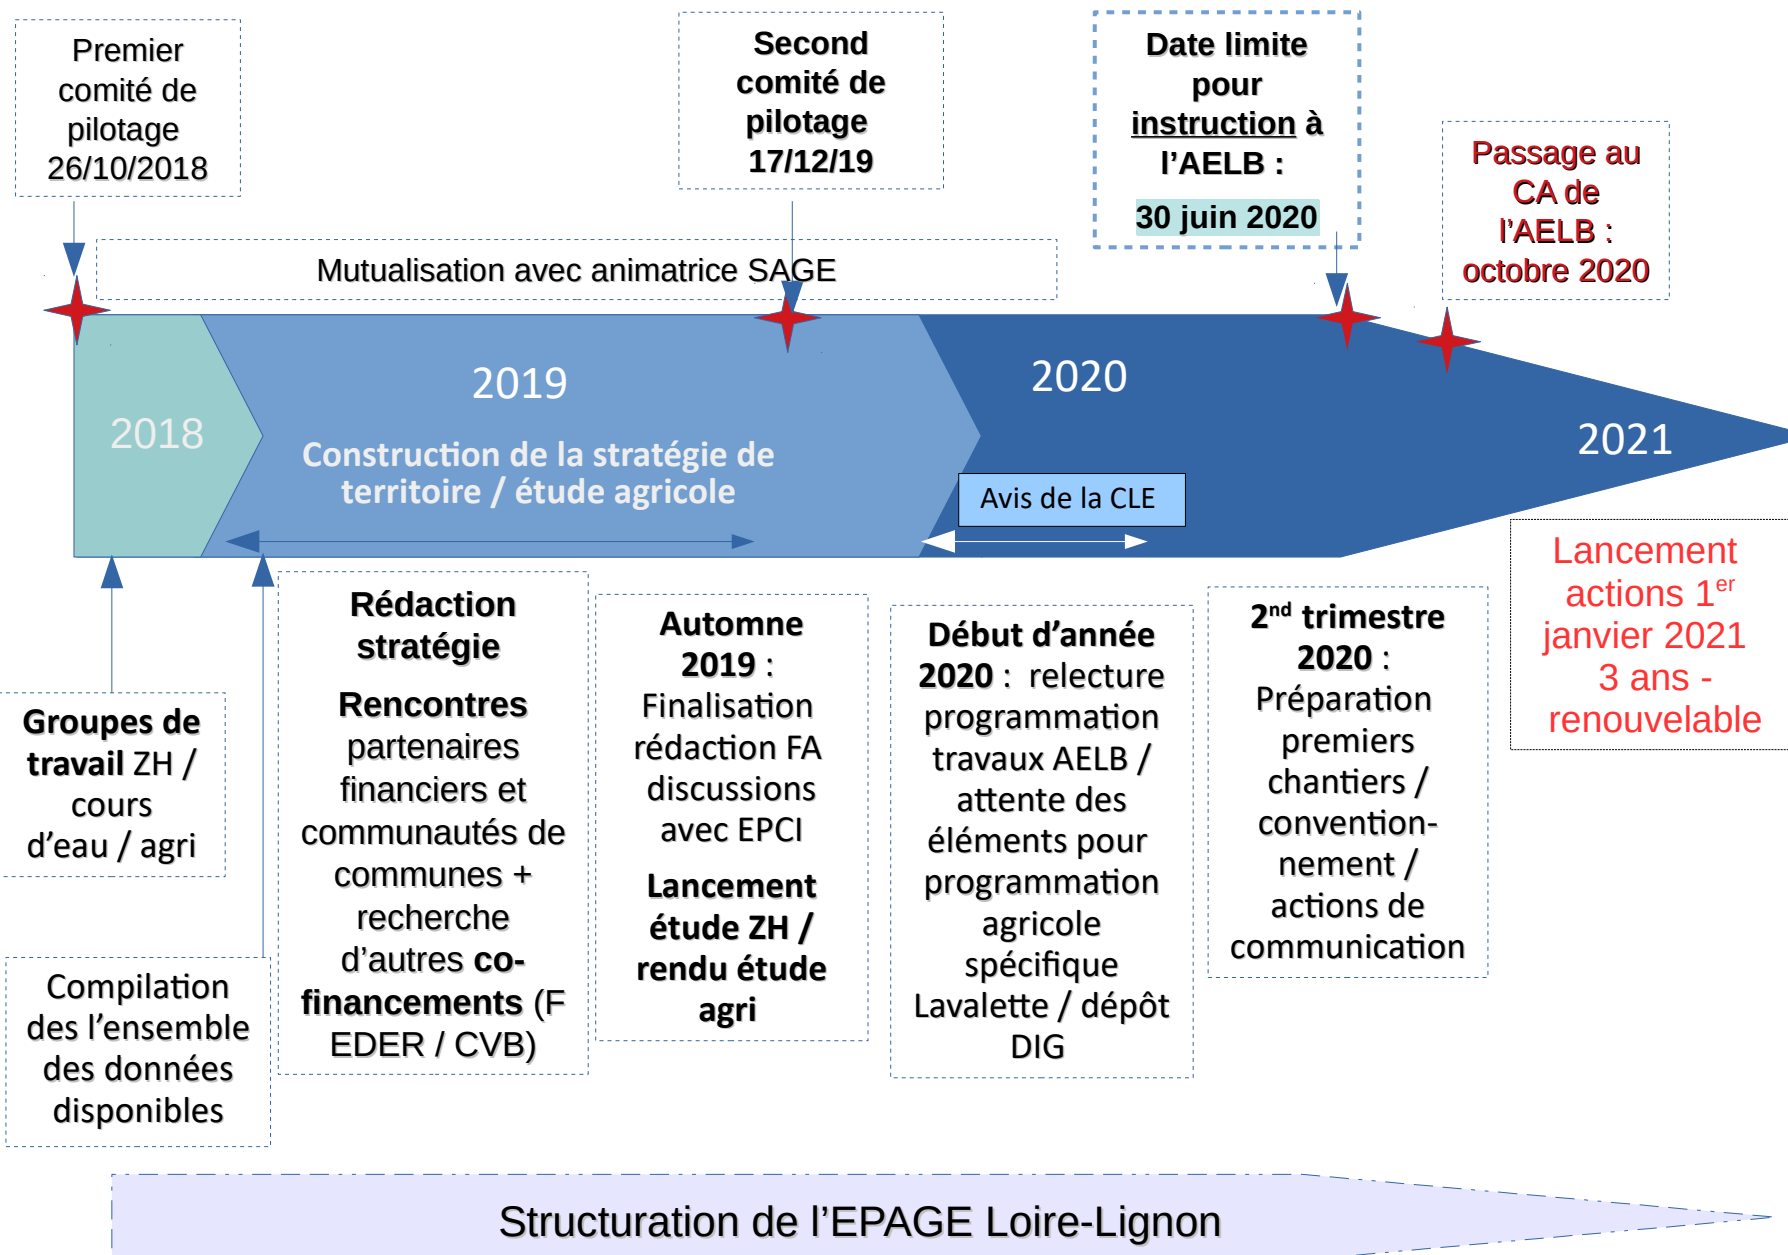 Premier
comité de
pilotage
26/10/2018
Second
comité de
pilotage
17/12/19
Date limite
pour
instruction à
l’AELB :
30 juin 2020
Passage au
CA de
l’AELB :
octobre 2020
Mutualisation avec animatrice SAGE
2018
2019
2020
2021
Construction de la stratégie de
territoire / étude agricole
Avis de la CLE
Groupes de
travail ZH /
cours
d’eau / agri
Compilation
des l’ensemble
des données
disponibles
Rédaction
stratégie
Rencontres
partenaires
financiers et
communautés de
communes +
recherche
d’autres co-
financements (F
EDER / CVB)
Automne
2019 :
Finalisation
rédaction FA
discussions
avec EPCI
Lancement
étude ZH /
rendu étude
agri
Début d’année
2020 : relecture
programmation
travaux AELB /
attente des
éléments pour
programmation
agricole
spécifique
Lavalette / dépôt
DIG
2nd trimestre
2020 :
Préparation
premiers
chantiers /
convention-
nement /
actions de
communication
Lancement
actions 1er
janvier 2021
3 ans -
renouvelable
Structuration de l’EPAGE Loire-Lignon